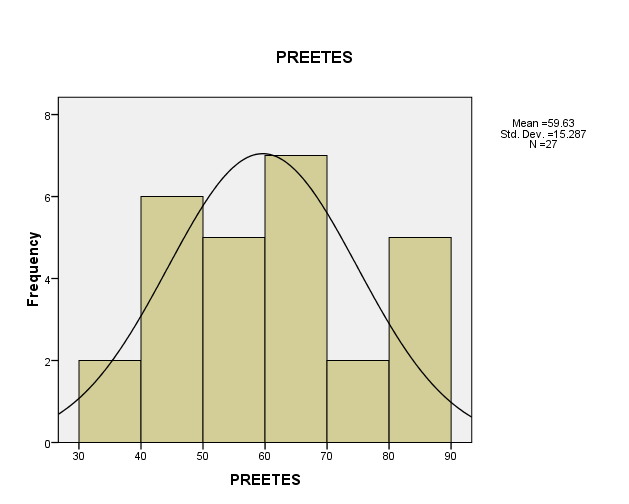 PREETES
Mean =59.63
Std. Dev. =15.287
N =27
Frequency
8
6
4
2
0
30 40 50 60 70 80 90
PREETES